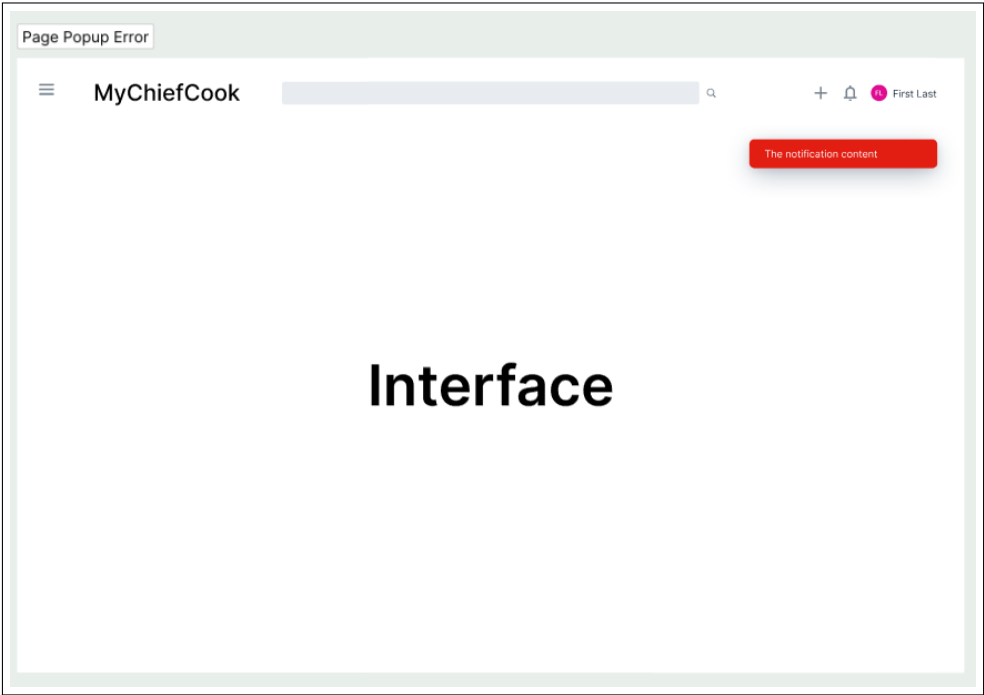 Page Popup Error
MyChiefCook
FL
First Last
The notification content
Interface